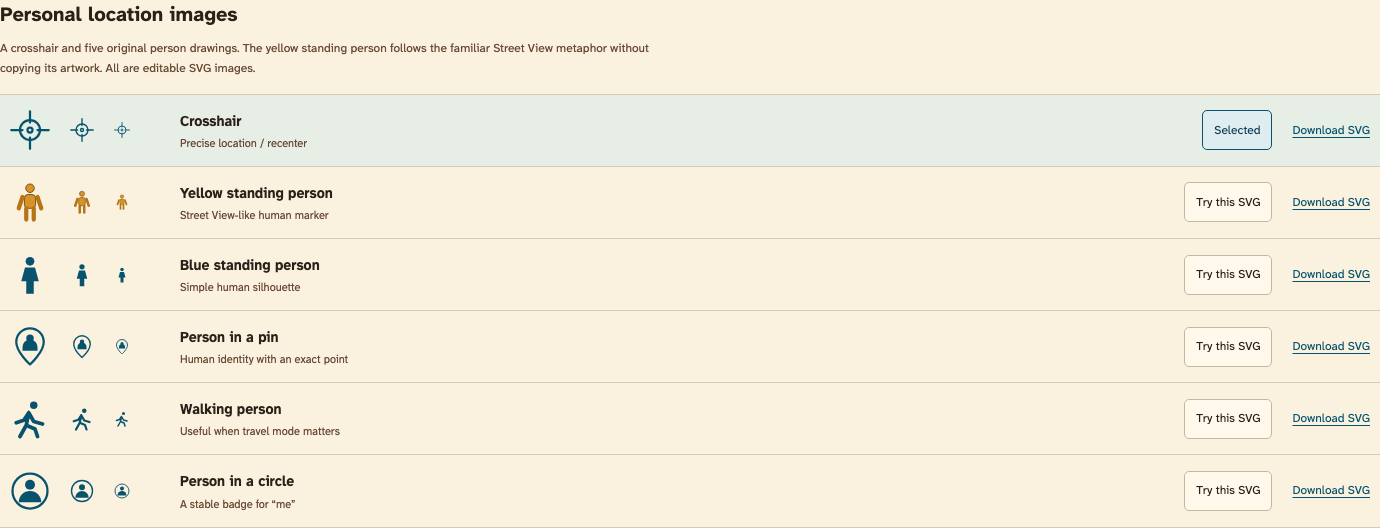 Personal location images
A crosshair and five original person drawings. The yellow standing person follows the familiar Street View metaphor without
copying its artwork. All are editable SVG images.
Crosshair
Precise location / recenter
Selected
Download SVG
Yellow standing person
Street View-like human marker
Try this SVG
Download SVG
Blue standing person
Simple human silhouette
Try this SVG
Download SVG
Person in a pin
Human identity with an exact point
Try this SVG
Download SVG
Walking person
Useful when travel mode matters
Try this SVG
Download SVG
Person in a circle
A stable badge for “me”
Try this SVG
Download SVG